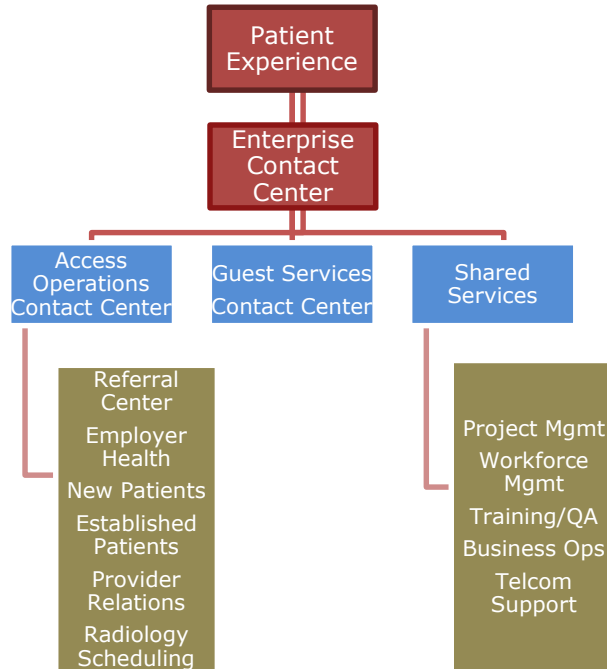 Patient
Experience
Enterprise
Contact
Center
Access
Operations
Contact Center
Guest Services
Contact Center
Shared
Services
Referral
Center
Employer
Health
New Patients
Established
Patients
Provider
Relations
Radiology
Scheduling
Project Mgmt
Workforce
Mgmt
Training/QA
Business Ops
Telcom
Support